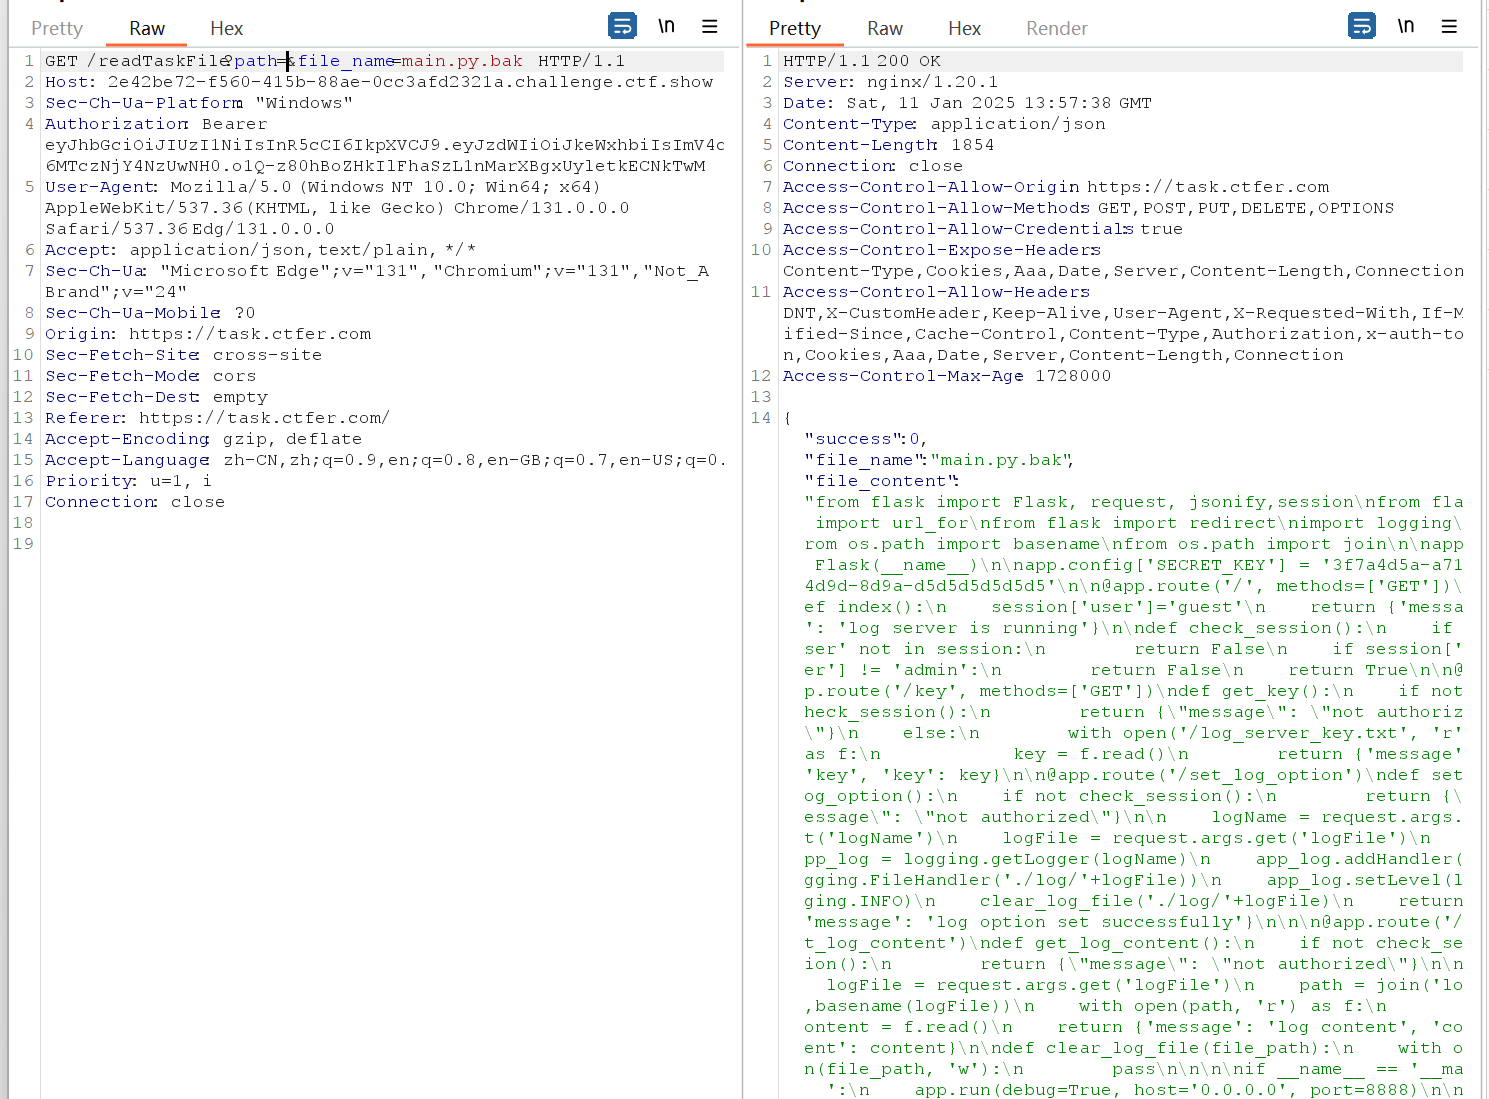 Pretty Raw Hex \n
1 GET /readTaskFile?path=&file_name=main.py.bak HTTP/1.1
2 Host: 2e42be72-f560-415b-88ae-0cc3afd2321a.challenge.ctf.show
3 Sec-Ch-Ua-Platform: "Windows"
4 Authorization: Bearer
eyJhbGciOiJIUzI1NiIsInR5cCI6IkpXVCJ9.eyJzdWIiOiJkeWxhbiIsImV4c
6MTczNjY4NzUwNH0.o1Q-z80hBoZHkIlFhaSzL1nMarXBgxUyletkECNkTwM
5 User-Agent: Mozilla/5.0 (Windows NT 10.0; Win64; x64)
AppleWebKit/537.36 (KHTML, like Gecko) Chrome/131.0.0.0
Safari/537.36 Edg/131.0.0.0
6 Accept: application/json, text/plain, */*
7 Sec-Ch-Ua: "Microsoft Edge";v="131", "Chromium";v="131", "Not_A
Brand";v="24"
8 Sec-Ch-Ua-Mobile: ?0
9 Origin: https://task.ctfer.com
10 Sec-Fetch-Site: cross-site
11 Sec-Fetch-Mode: cors
12 Sec-Fetch-Dest: empty
13 Referer: https://task.ctfer.com/
14 Accept-Encoding: gzip, deflate
15 Accept-Language: zh-CN,zh;q=0.9,en;q=0.8,en-GB;q=0.7,en-US;q=0.
16 Priority: u=1, i
17 Connection: close
18
19
Pretty Raw Hex Render \n
1 HTTP/1.1 200 OK
2 Server: nginx/1.20.1
3 Date: Sat, 11 Jan 2025 13:57:38 GMT
4 Content-Type: application/json
5 Content-Length: 1854
6 Connection: close
7 Access-Control-Allow-Origin: https://task.ctfer.com
8 Access-Control-Allow-Methods: GET,POST,PUT,DELETE,OPTIONS
9 Access-Control-Allow-Credentials: true
10 Access-Control-Expose-Headers:
Content-Type,Cookies,Aaa,Date,Server,Content-Length,Connection
11 Access-Control-Allow-Headers:
DNT,X-CustomHeader,Keep-Alive,User-Agent,X-Requested-With,If-M
ified-Since,Cache-Control,Content-Type,Authorization,x-auth-to
n,Cookies,Aaa,Date,Server,Content-Length,Connection
12 Access-Control-Max-Age: 1728000
13
14 {
"success":0,
"file_name":"main.py.bak",
"file_content":
"from flask import Flask, request, jsonify,session\nfrom fla
import url_for\nfrom flask import redirect\nimport logging\
rom os.path import basename\nfrom os.path import join\n\napp
Flask(__name__)\n\napp.config['SECRET_KEY'] = '3f7a4d5a-a71
4d9d-8d9a-d5d5d5d5d5d5'\n\n@app.route('/', methods=['GET'])\
ef index():\n    session['user']='guest'\n    return {'messa
': 'log server is running'}\n\ndef check_session():\n    if
ser' not in session:\n        return False\n    if session['
er'] != 'admin':\n        return False\n    return True\n\n@
p.route('/key', methods=['GET'])\ndef get_key():\n    if not
heck_session():\n        return {\"message\": \"not authoriz
\"}\n    else:\n        with open('/log_server_key.txt', 'r'
as f:\n            key = f.read()\n        return {'message'
'key', 'key': key}\n\n@app.route('/set_log_option')\ndef set
og_option():\n    if not check_session():\n        return {\
essage\": \"not authorized\"}\n\n    logName = request.args.
t('logName')\n    logFile = request.args.get('logFile')\n
pp_log = logging.getLogger(logName)\n    app_log.addHandler(
gging.FileHandler('./log/'+logFile))\n    app_log.setLevel(l
ging.INFO)\n    clear_log_file('./log/'+logFile)\n    return
'message': 'log option set successfully'}\n\n\n@app.route('/
t_log_content')\ndef get_log_content():\n    if not check_se
ion():\n        return {\"message\": \"not authorized\"}\n\n
logFile = request.args.get('logFile')\n    path = join('lo
,basename(logFile))\n    with open(path, 'r') as f:\n
ontent = f.read()\n    return {'message': 'log content', 'co
ent': content}\n\ndef clear_log_file(file_path):\n    with o
n(file_path, 'w'):\n        pass\n\n\n\nif __name__ == '__ma
':\n    app.run(debug=True, host='0.0.0.0', port=8888)\n\n